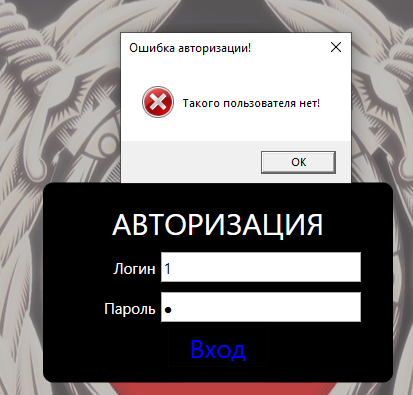 Ошибка авторизации!
Такого пользователя нет!
OK
АВТОРИЗАЦИЯ
Логин 1
Пароль ●
Вход